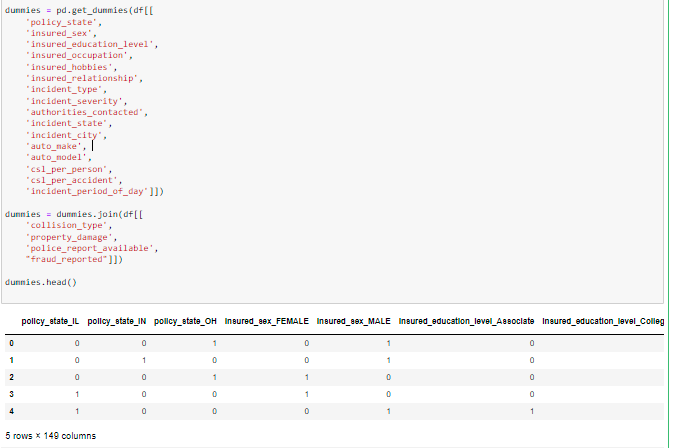 dummies = pd.get_dummies(df[[
'policy_state',
'insured_sex',
'insured_education_level',
'insured_occupation',
'insured_hobbies',
'insured_relationship',
'incident_type',
'incident_severity',
'authorities_contacted',
'incident_state',
'incident_city',
'auto_make',
'auto_model',
'csl_per_person',
'csl_per_accident',
'incident_period_of_day']])
dummies = dummies.join(df[[
'collision_type',
'property_damage',
'police_report_available',
"fraud_reported"]])
dummies.head()
policy_state_IL policy_state_IN policy_state_OH insured_sex_FEMALE insured_sex_MALE insured_education_level_Associate insured_education_level_Colleg
0 0 0 1 0 1 0
1 0 1 0 0 1 0
2 0 0 1 1 0 0
3 1 0 0 1 0 0
4 1 0 0 0 1 1
5 rows × 149 columns